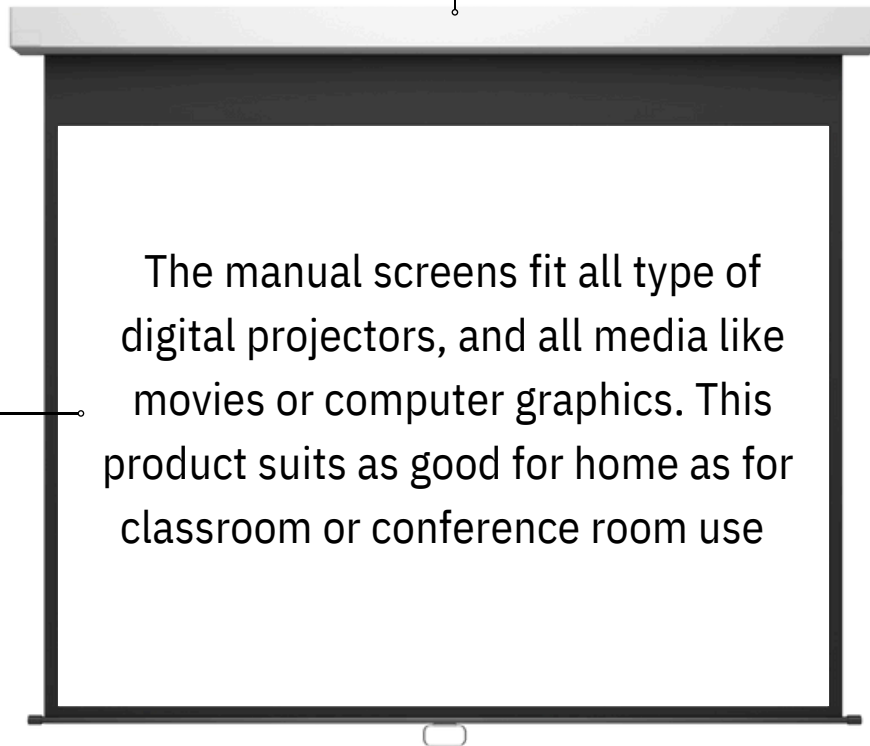 The manual screens fit all type of
digital projectors, and all media like
movies or computer graphics. This
product suits as good for home as for
classroom or conference room use